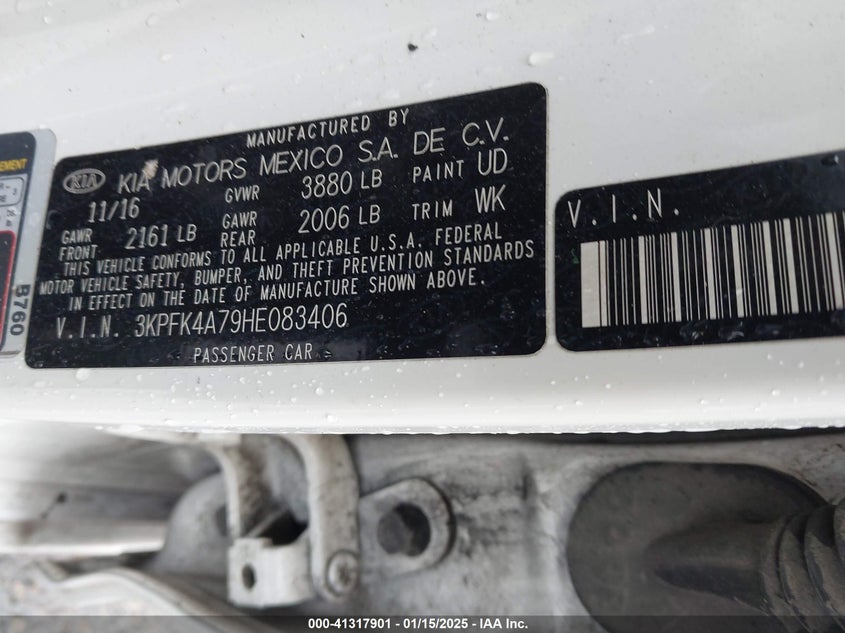 MANUFACTURED BY
KIA KIA MOTORS MEXICO S.A. DE C.V.
11/16 GVWR 3880 LB PAINT UD
GAWR FRONT 2161 LB GAWR REAR 2006 LB TRIM WK
THIS VEHICLE CONFORMS TO ALL APPLICABLE U.S.A. FEDERAL
MOTOR VEHICLE SAFETY, BUMPER, AND THEFT PREVENTION STANDARDS
IN EFFECT ON THE DATE OF MANUFACTURE SHOWN ABOVE.
V.I.N. 3KPFK4A79HE083406
PASSENGER CAR
B760
V.I.N.
000-41317901 / 01/15/2025 - IAA Inc.